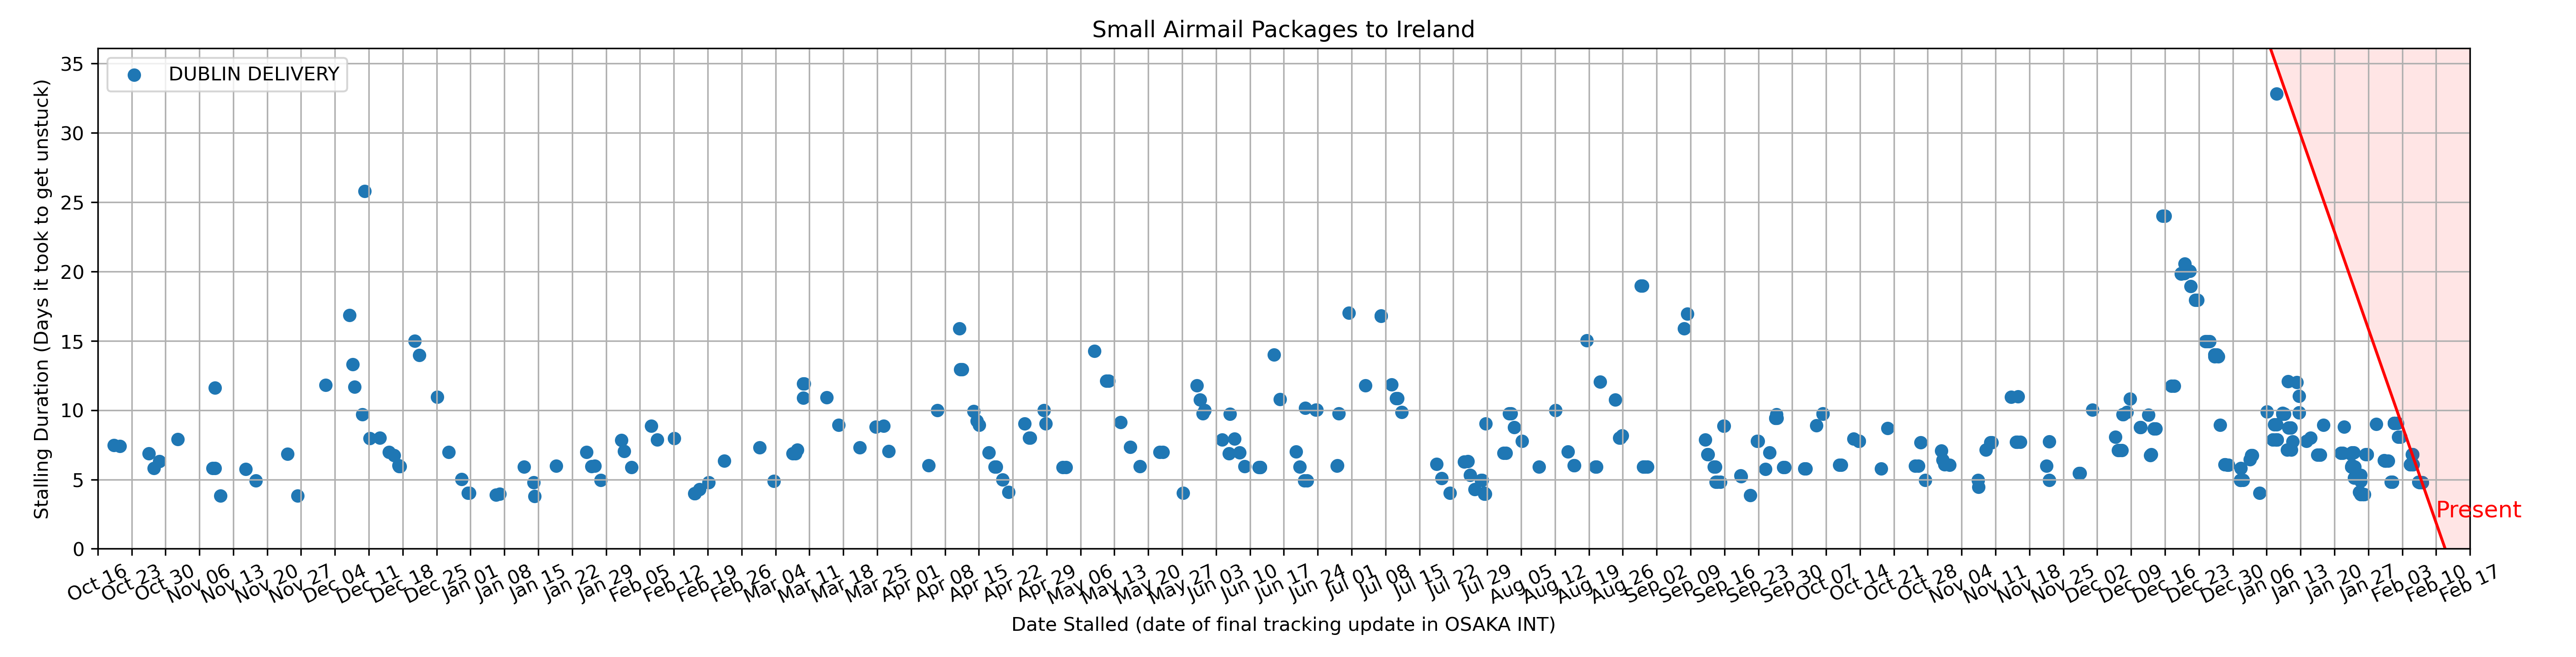 Small Airmail Packages to Ireland
DUBLIN DELIVERY
Stalling Duration (Days it took to get unstuck)
35
30
25
20
15
10
5
0
Present
Oct 16
Oct 23
Oct 30
Nov 06
Nov 13
Nov 20
Nov 27
Dec 04
Dec 11
Dec 18
Dec 25
Jan 01
Jan 08
Jan 15
Jan 22
Jan 29
Feb 05
Feb 12
Feb 19
Feb 26
Mar 04
Mar 11
Mar 18
Mar 25
Apr 01
Apr 08
Apr 15
Apr 22
Apr 29
May 06
May 13
May 20
May 27
Jun 03
Jun 10
Jun 17
Jun 24
Jul 01
Jul 08
Jul 15
Jul 22
Jul 29
Aug 05
Aug 12
Aug 19
Aug 26
Sep 02
Sep 09
Sep 16
Sep 23
Sep 30
Oct 07
Oct 14
Oct 21
Oct 28
Nov 04
Nov 11
Nov 18
Nov 25
Dec 02
Dec 09
Dec 16
Dec 23
Dec 30
Jan 06
Jan 13
Jan 20
Jan 27
Feb 03
Feb 10
Feb 17
Date Stalled (date of final tracking update in OSAKA INT)